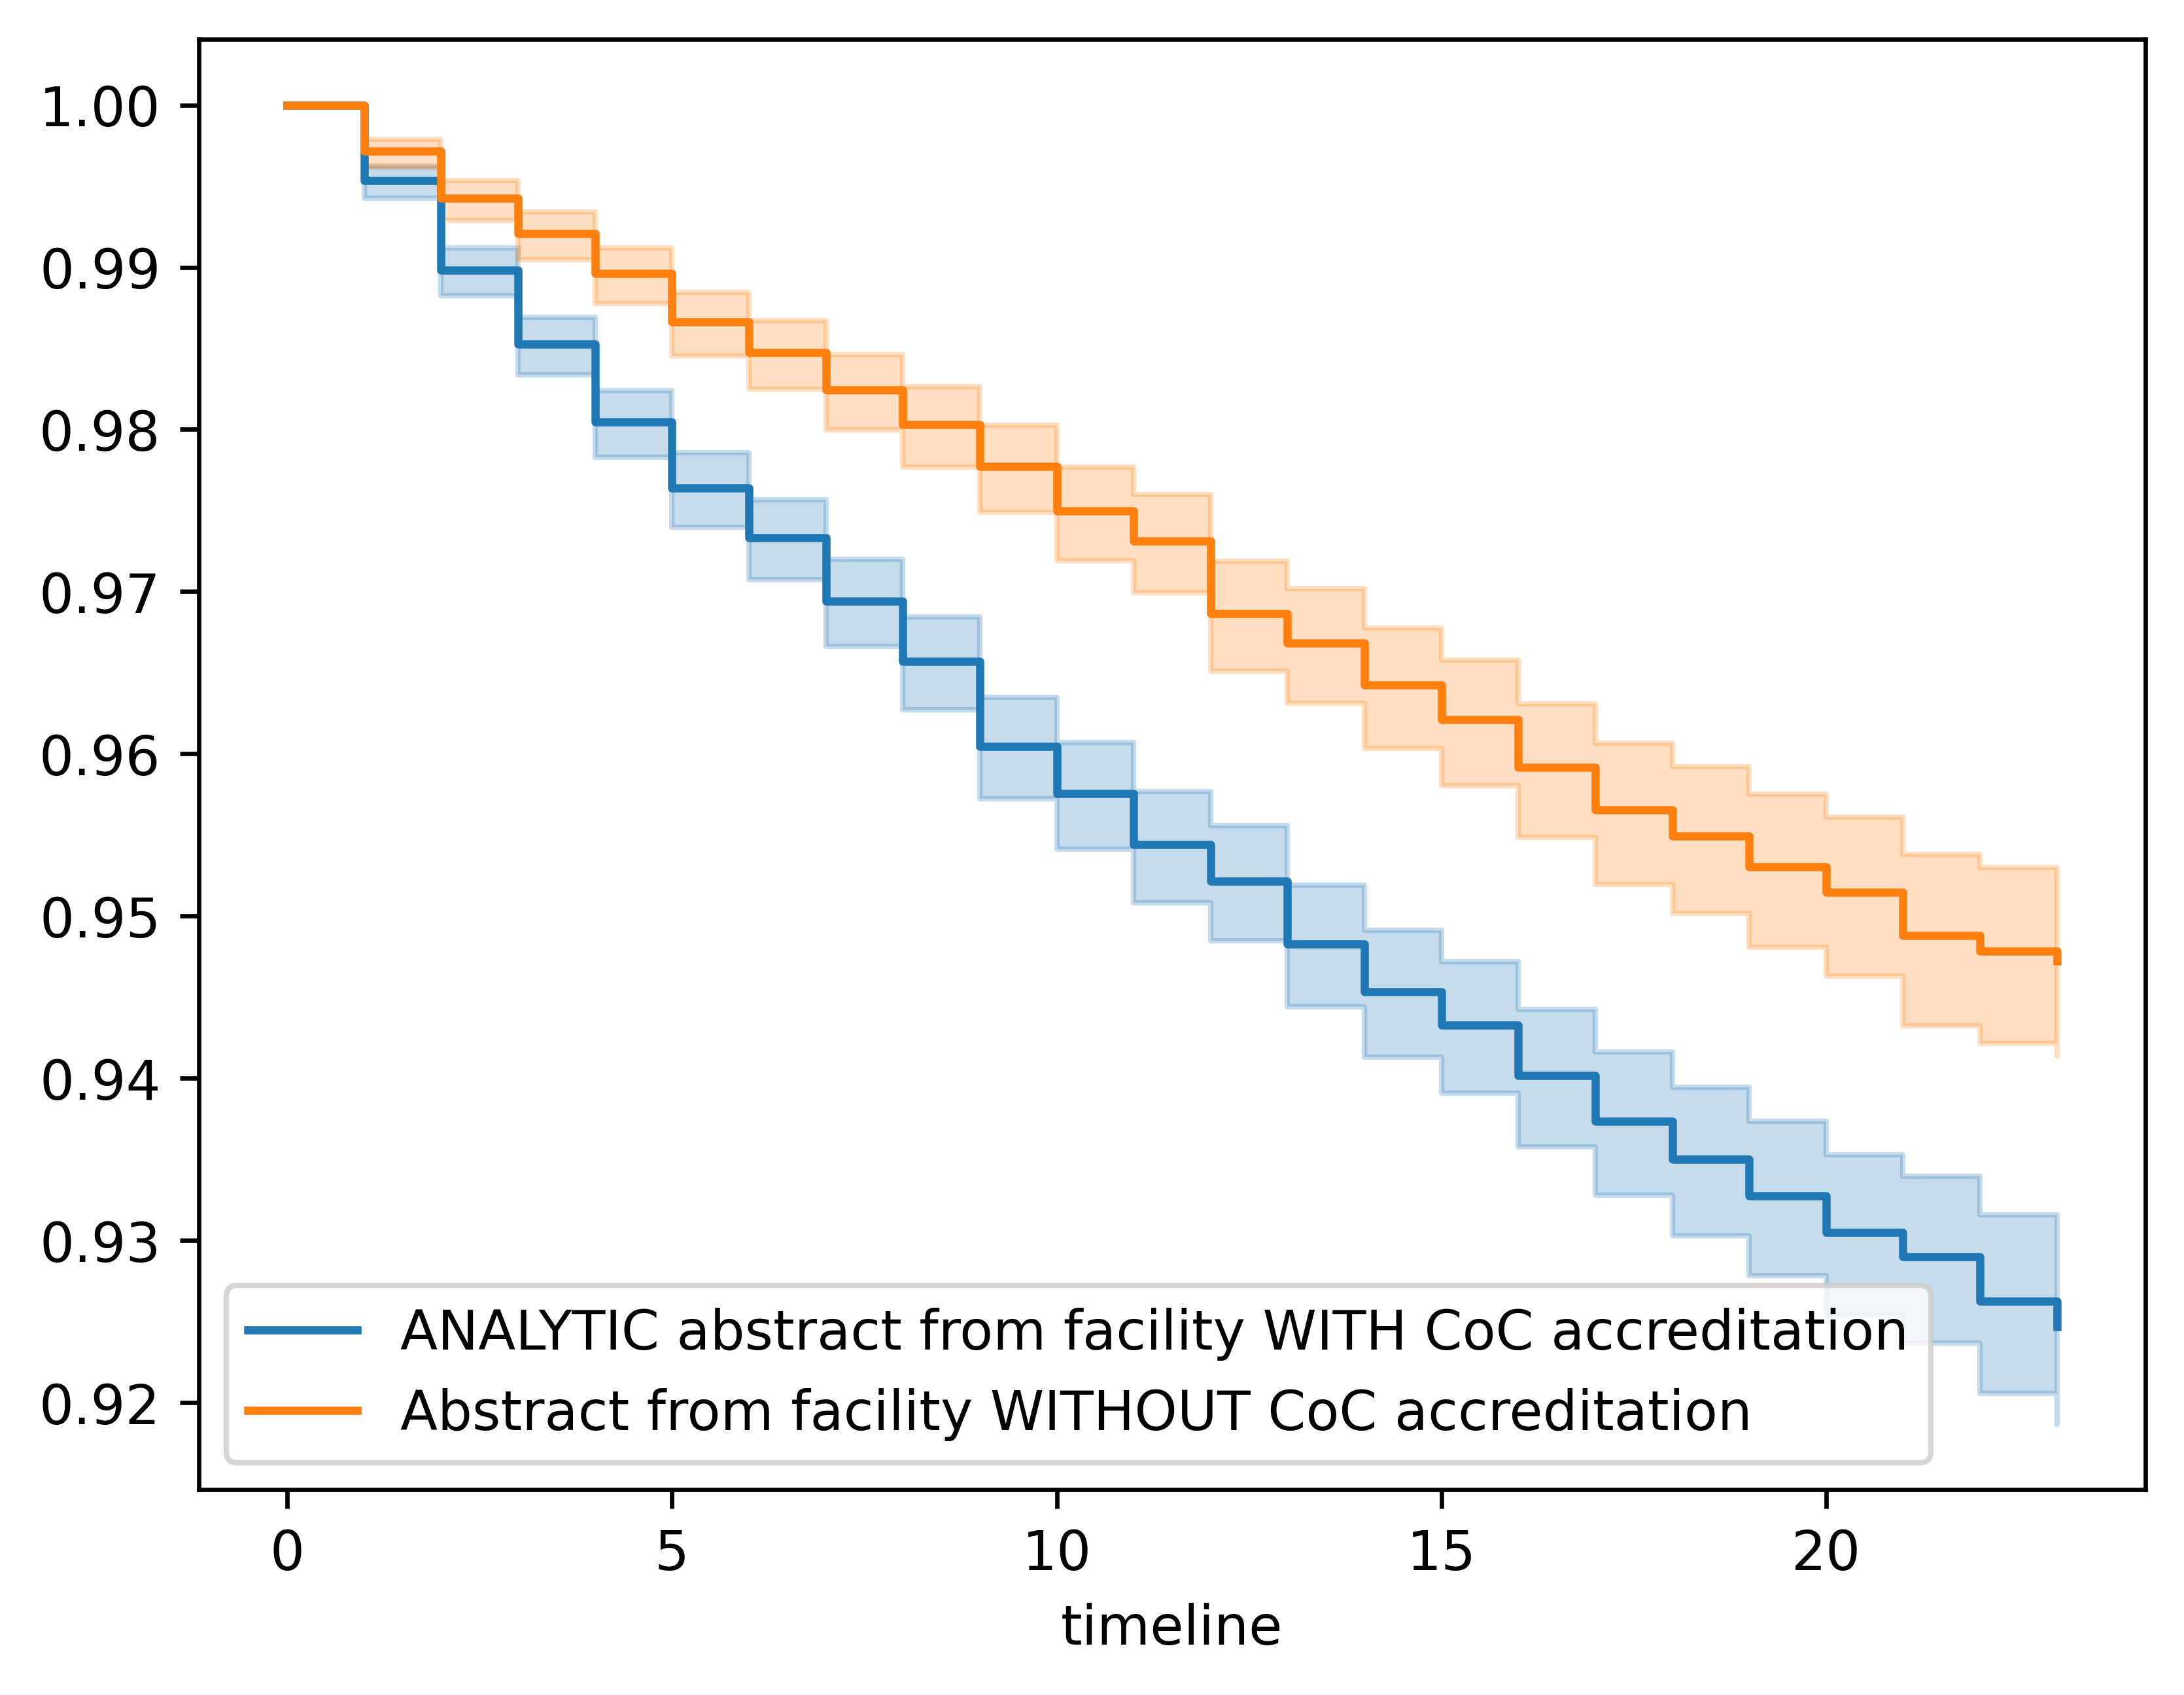 1.00
0.99
0.98
0.97
0.96
0.95
0.94
0.93
0.92
ANALYTIC abstract from facility WITH CoC accreditation
Abstract from facility WITHOUT CoC accreditation
0 5 10 15 20
timeline